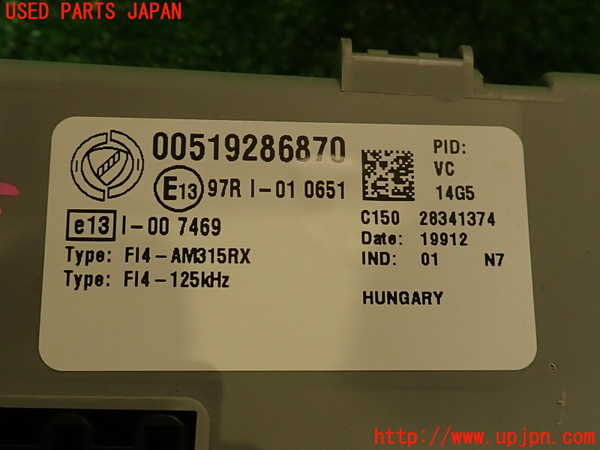 USED PARTS JAPAN
00519286870
E13 97R I-01 0651
e13 I-00 7469
Type: FI4-AM315RX
Type: FI4-125kHz
PID:
VC
14G5
C150 28341374
Date: 19912
IND: 01 N7
HUNGARY
(C)Copyright
www.upjpn.com